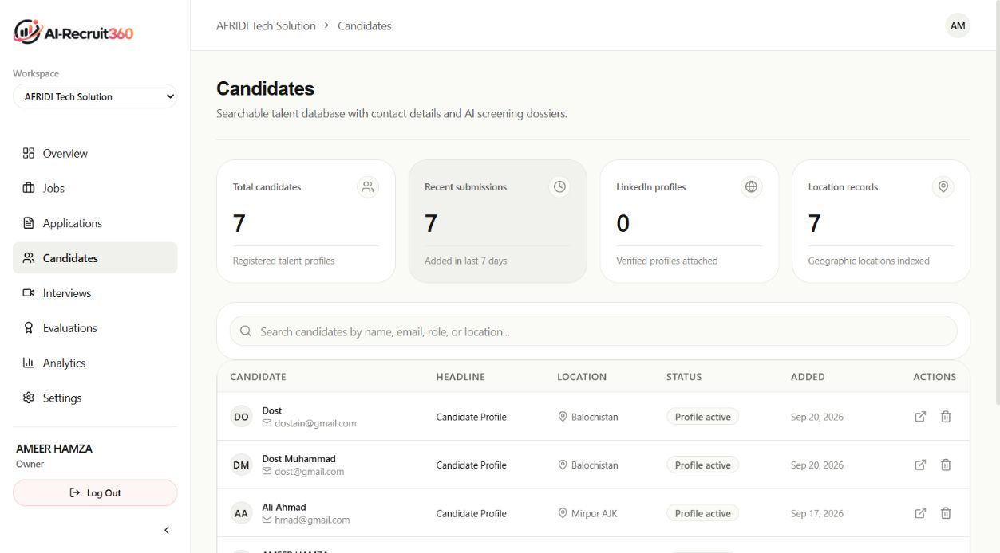 AI-Recruit360
Workspace
AFRIDI Tech Solution
Overview
Jobs
Applications
Candidates
Interviews
Evaluations
Analytics
Settings
AMEER HAMZA
Owner
Log Out
AFRIDI Tech Solution > Candidates
AM
Candidates
Searchable talent database with contact details and AI screening dossiers.
Total candidates
7
Registered talent profiles
Recent submissions
7
Added in last 7 days
LinkedIn profiles
0
Verified profiles attached
Location records
7
Geographic locations indexed
Search candidates by name, email, role, or location...
CANDIDATE HEADLINE LOCATION STATUS ADDED ACTIONS
DO Dost
dostain@gmail.com Candidate Profile Balochistan Profile active Sep 20, 2026
DM Dost Muhammad
dost@gmail.com Candidate Profile Balochistan Profile active Sep 20, 2026
AA Ali Ahmad
hmad@gmail.com Candidate Profile Mirpur AJK Profile active Sep 17, 2026
AMEER HAMZA